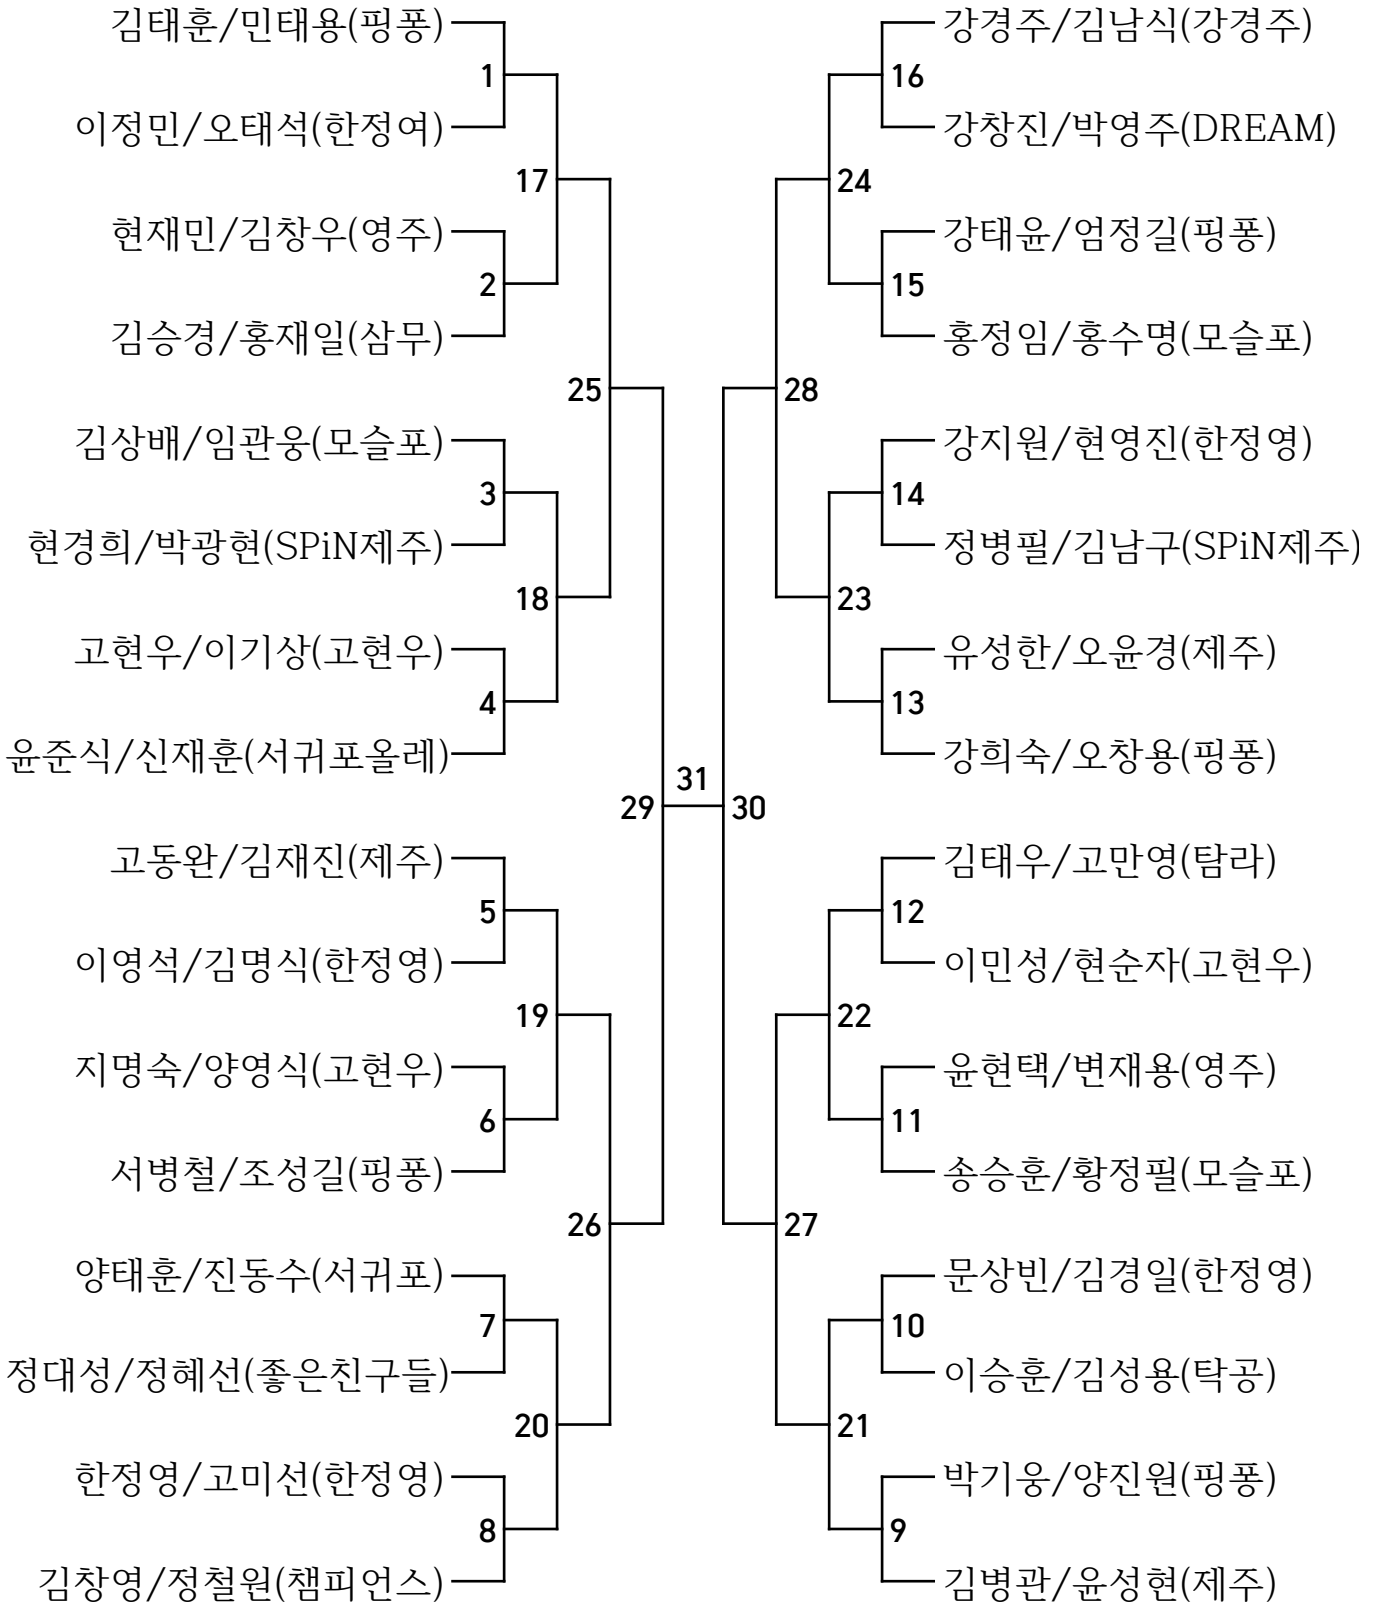 김태훈/민태용(핑퐁)
1
이정민/오태석(한정여)
17
현재민/김창우(영주)
2
김승경/홍재일(삼무)
25
김상배/임관웅(모슬포)
3
현경희/박광현(SPiN제주)
18
고현우/이기상(고현우)
4
윤준식/신재훈(서귀포올레)
29
31
30
고동완/김재진(제주)
5
이영석/김명식(한정영)
19
지명숙/양영식(고현우)
6
서병철/조성길(핑퐁)
26
양태훈/진동수(서귀포)
7
정대성/정혜선(좋은친구들)
20
한정영/고미선(한정영)
8
김창영/정철원(챔피언스)
강경주/김남식(강경주)
16
강창진/박영주(DREAM)
24
강태윤/엄정길(핑퐁)
15
홍정임/홍수명(모슬포)
28
강지원/현영진(한정영)
14
정병필/김남구(SPiN제주)
23
유성한/오윤경(제주)
13
강희숙/오창용(핑퐁)
김태우/고만영(탐라)
12
이민성/현순자(고현우)
22
윤현택/변재용(영주)
11
송승훈/황정필(모슬포)
27
문상빈/김경일(한정영)
10
이승훈/김성용(탁공)
21
박기웅/양진원(핑퐁)
9
김병관/윤성현(제주)